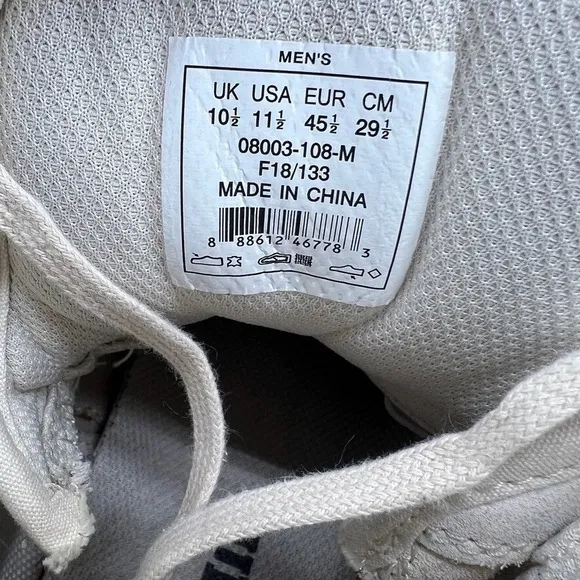 MEN'S
UK USA EUR CM
10½ 11½ 45½ 29½
08003-108-M
F18/133
MADE IN CHINA
8 88612 46778 3